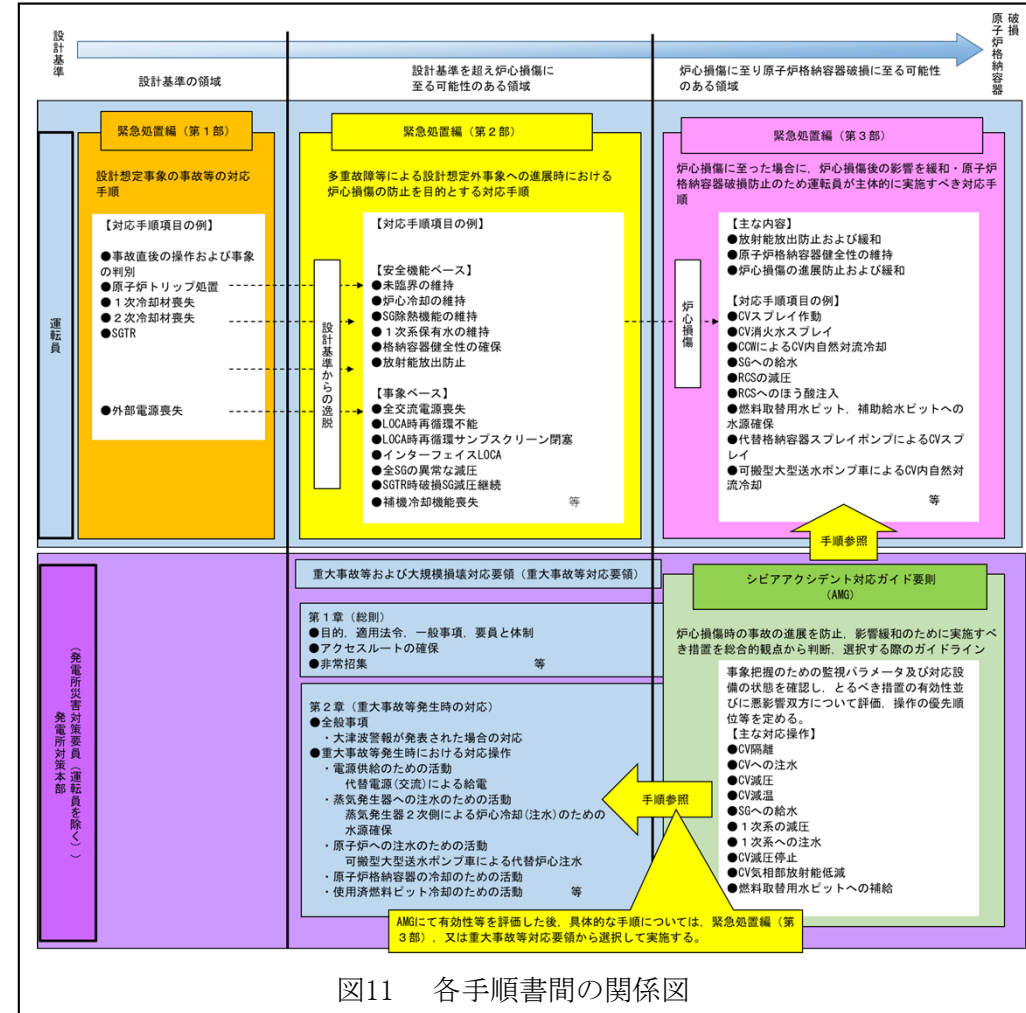 設計基準
原子炉格納容器
破損
設計基準の領域
設計基準を超え炉心損傷に
至る可能性のある領域
炉心損傷に至り原子炉格納容器破損に至る可能性
のある領域
運転員
緊急処置編（第１部）
設計想定事象の事故等の対応
手順
【対応手順項目の例】
●事故直後の操作および事象
の判別
●原子炉トリップ処置
●１次冷却材喪失
●２次冷却材喪失
●SGTR
●外部電源喪失
設計基準からの逸脱
緊急処置編（第２部）
多重故障等による設計想定外事象への進展時における
炉心損傷の防止を目的とする対応手順
【対応手順項目の例】
【安全機能ベース】
●未臨界の維持
●炉心冷却の維持
●SG除熱機能の維持
●１次系保有水の維持
●格納容器健全性の確保
●放射能放出防止
【事象ベース】
●全交流電源喪失
●LOCA時再循環不能
●LOCA時再循環サンプスクリーン閉塞
●インターフェイスLOCA
●全SGの異常な減圧
●SGTR時破損SG減圧継続
●補機冷却機能喪失　等
炉心損傷
緊急処置編（第３部）
炉心損傷に至った場合に，炉心損傷後の影響を緩和・原子炉
格納容器破損防止のため運転員が主体的に実施すべき対応手
順
【主な内容】
●放射能放出防止および緩和
●原子炉格納容器健全性の維持
●炉心損傷の進展防止および緩和
【対応手順項目の例】
●CVスプレイ作動
●CV消火水スプレイ
●CCWによるCV内自然対流冷却
●SGへの給水
●RCSの減圧
●RCSへのほう酸注入
●燃料取替用水ピット，補助給水ピットへの
水源確保
●代替格納容器スプレイポンプによるCVスプ
レイ
●可搬型大型送水ポンプ車によるCV内自然対
流冷却
等
手順参照
発電所対策本部
（発電所災害対策要員（運転員を除く））
重大事故等および大規模損壊対応要領（重大事故等対応要領）
第１章（総則）
●目的，適用法令，一般事項，要員と体制
●アクセスルートの確保
●非常招集　等
第２章（重大事故等発生時の対応）
●全般事項
・大津波警報が発表された場合の対応
●重大事故等発生時における対応操作
・電源供給のための活動
代替電源(交流)による給電
・蒸気発生器への注水のための活動
蒸気発生器２次側による炉心冷却(注水)のための
水源確保
・原子炉への注水のための活動
可搬型大型送水ポンプ車による代替炉心注水
・原子炉格納容器の冷却のための活動
・使用済燃料ピット冷却のための活動　等
手順参照
シビアアクシデント対応ガイド要則
（AMG）
炉心損傷時の事故の進展を防止，影響緩和のために実施すべ
き措置を総合的観点から判断，選択する際のガイドライン
事象把握のための監視パラメータ及び対応設
備の状態を確認し，とるべき措置の有効性並
びに悪影響双方について評価，操作の優先順
位等を定める。
【主な対応操作】
●CV隔離
●CVへの注水
●CV減圧
●CV減温
●SGへの給水
●１次系の減圧
●１次系への注水
●CV減圧停止
●CV気相部放射能低減
●燃料取替用水ピットへの補給
AMGにて有効性等を評価した後，具体的な手順については，緊急処置編（第
３部），又は重大事故等対応要領から選択して実施する。
図11　各手順書間の関係図